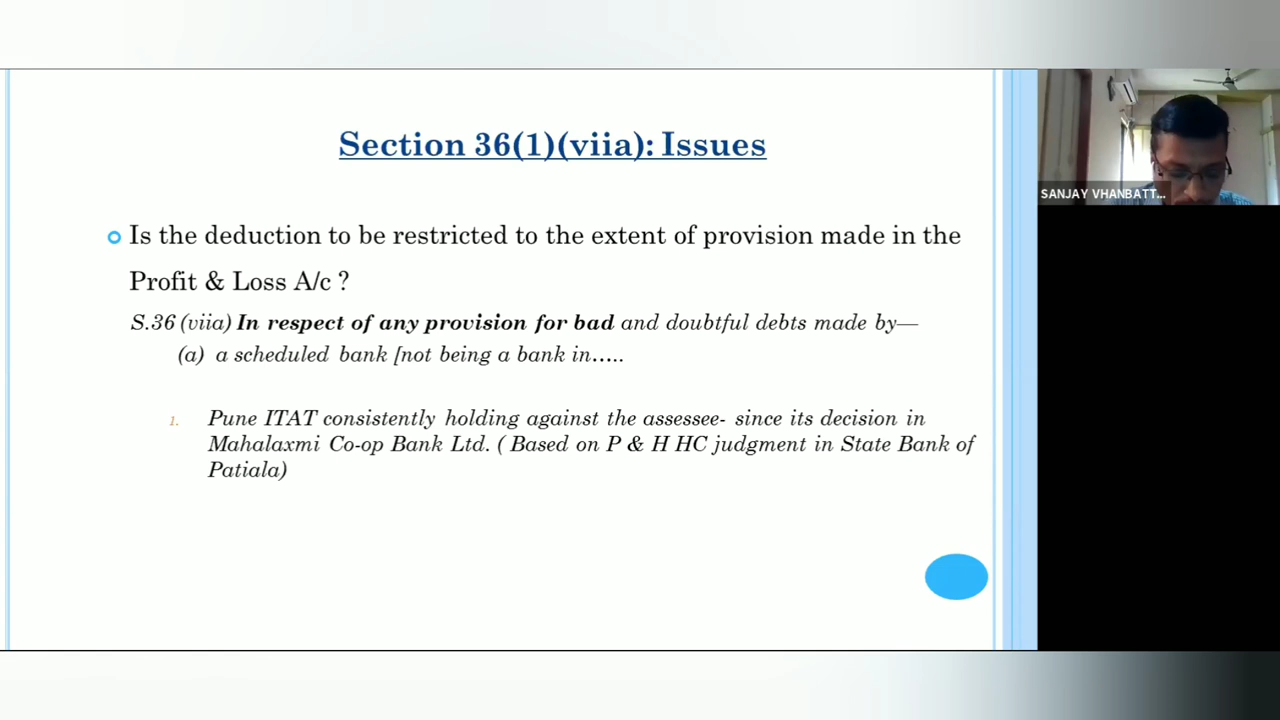 Section 36(1)(viia): Issues
Is the deduction to be restricted to the extent of provision made in the
Profit & Loss A/c ?
S.36 (viia) In respect of any provision for bad and doubtful debts made by—
(a) a scheduled bank [not being a bank in…..
1. Pune ITAT consistently holding against the assessee- since its decision in
Mahalaxmi Co-op Bank Ltd. ( Based on P & H HC judgment in State Bank of
Patiala)
SANJAY VHANBATT...